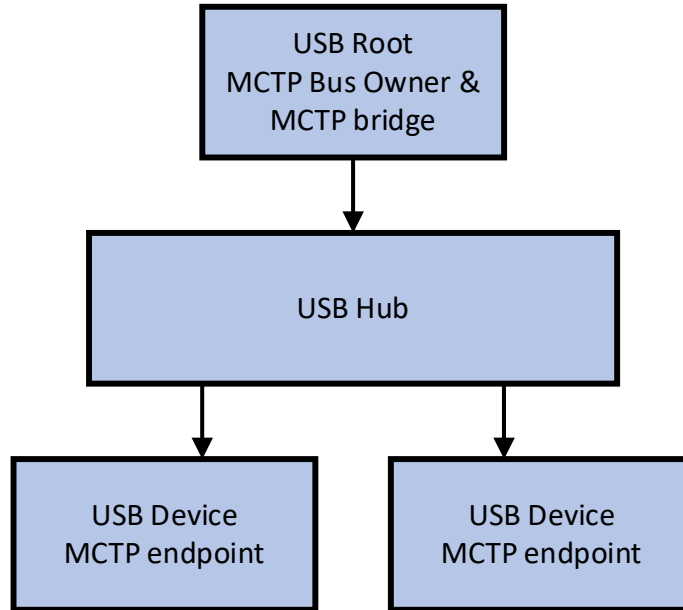 USB Root
MCTP Bus Owner &
MCTP bridge
USB Hub
USB Device
MCTP endpoint
USB Device
MCTP endpoint